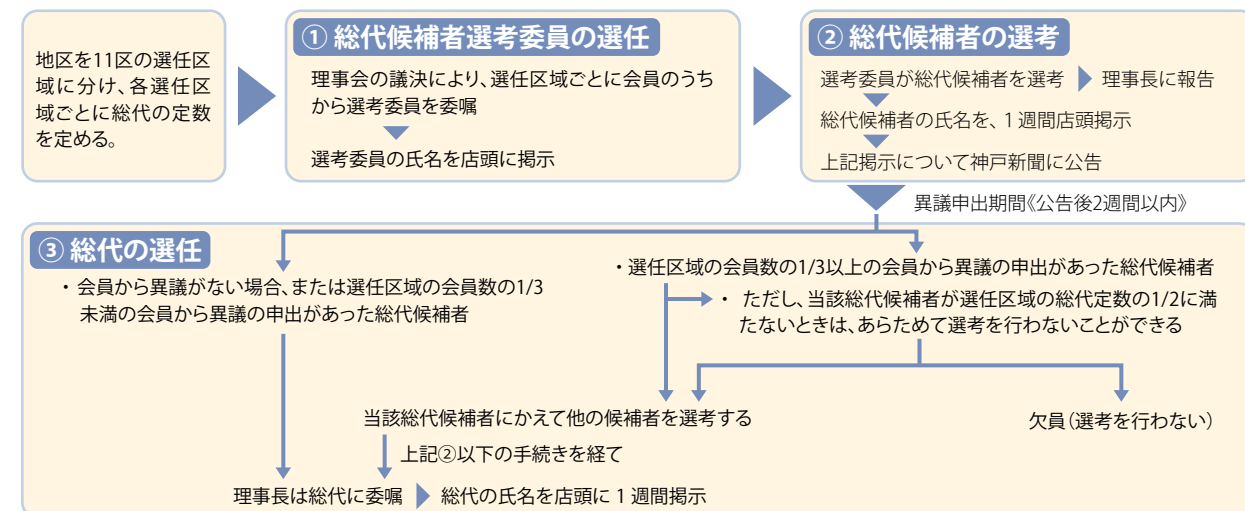 地区を11区の選任区
域に分け、各選任区
域ごとに総代の定数
を定める。
① 総代候補者選考委員の選任
理事会の議決により、選任区域ごとに会員のうち
から選考委員を委嘱
選考委員の氏名を店頭に掲示
② 総代候補者の選考
選考委員が総代候補者を選考 理事長に報告
総代候補者の氏名を、1週間店頭掲示
上記掲示について神戸新聞に公告
異議申出期間《公告後2週間以内》
③ 総代の選任
・会員から異議がない場合、または選任区域の会員数の1/3
未満の会員から異議の申出があった総代候補者
・選任区域の会員数の1/3以上の会員から異議の申出があった総代候補者
・ ただし、当該総代候補者が選任区域の総代定数の1/2に満
たないときは、あらためて選考を行わないことができる
当該総代候補者にかえて他の候補者を選考する
欠員(選考を行わない)
上記②以下の手続きを経て
理事長は総代に委嘱 総代の氏名を店頭に1週間掲示